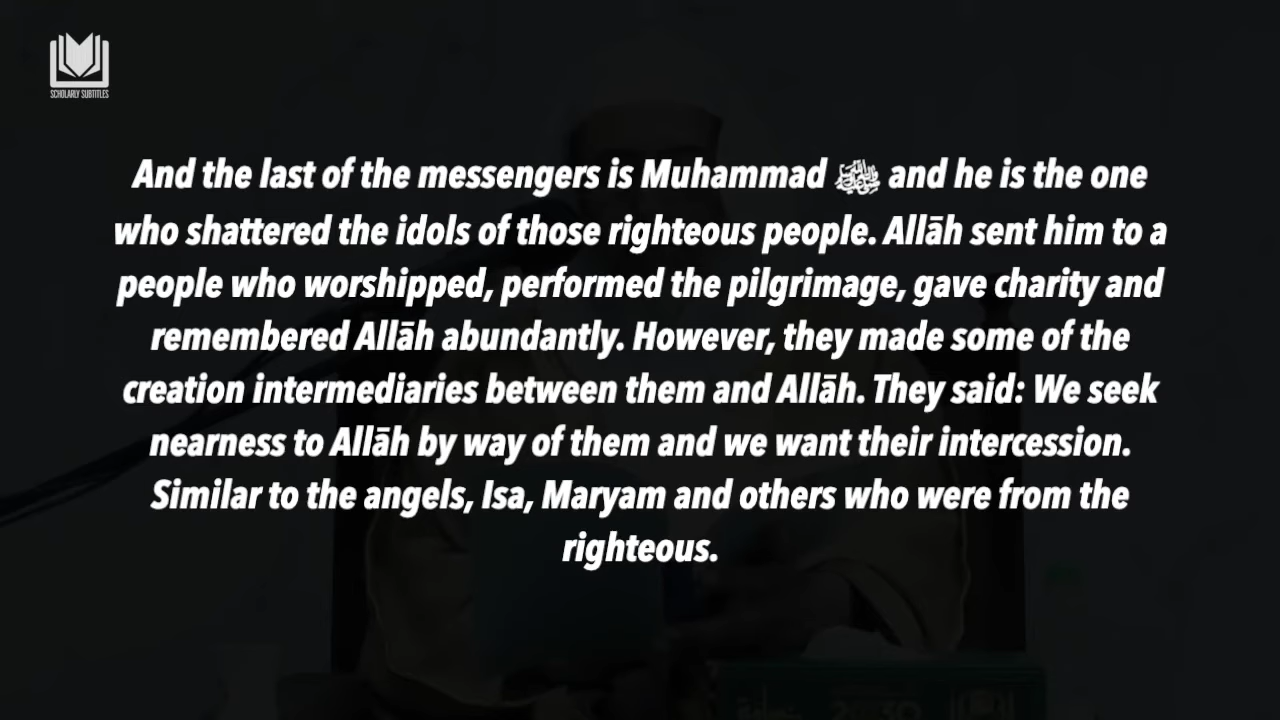 SCHOLARLY SUBTITLES
And the last of the messengers is Muhammad ﷺ and he is the one
who shattered the idols of those righteous people. Allāh sent him to a
people who worshipped, performed the pilgrimage, gave charity and
remembered Allāh abundantly. However, they made some of the
creation intermediaries between them and Allāh. They said: We seek
nearness to Allāh by way of them and we want their intercession.
Similar to the angels, Isa, Maryam and others who were from the
righteous.